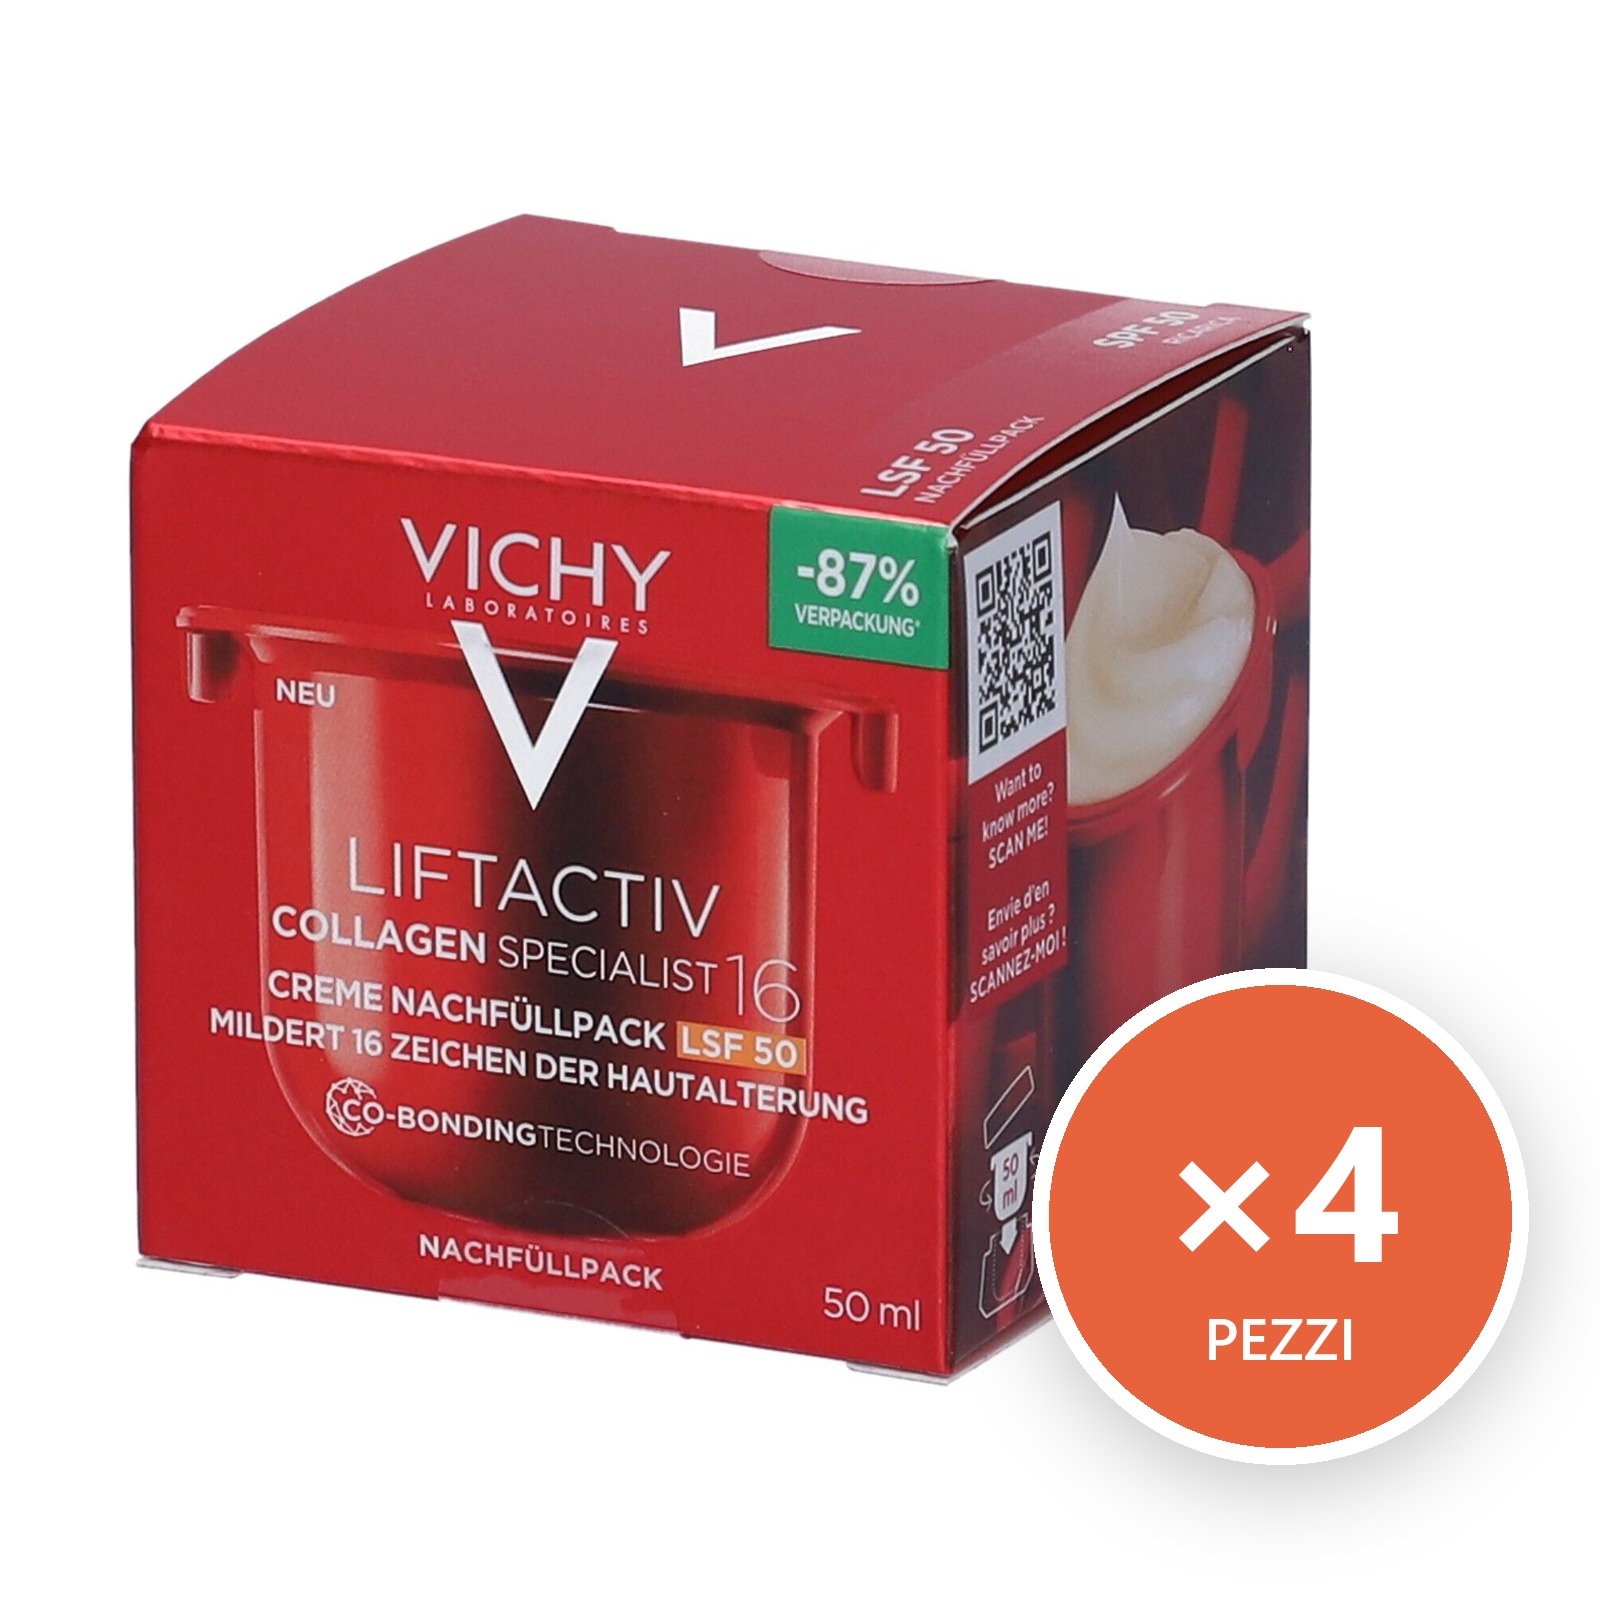 V
SPF 50
RICARICA
LSF 50
NACHFÜLLPACK
VICHY
LABORATOIRES
V
-87%
VERPACKUNG*
NEU
LIFTACTIV
COLLAGEN SPECIALIST 16
CREME NACHFÜLLPACK LSF 50
MILDERT 16 ZEICHEN DER HAUTALTERUNG
CO-BONDINGTECHNOLOGIE
NACHFÜLLPACK
50 ml
Want to
know more?
SCAN ME!
Envie d'en
savoir plus ?
SCANNEZ-MOI !
50
ml
×4
PEZZI